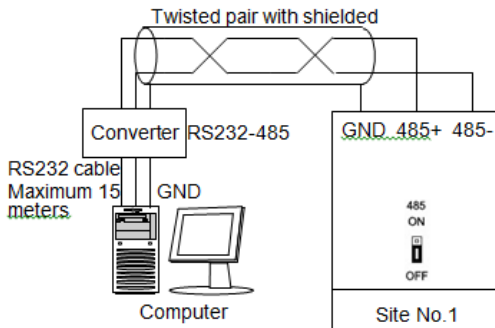 Twisted pair with shielded
Converter RS232-485
GND 485+ 485-
RS232 cable
Maximum 15
meters
GND
485
ON
OFF
Computer
Site No.1